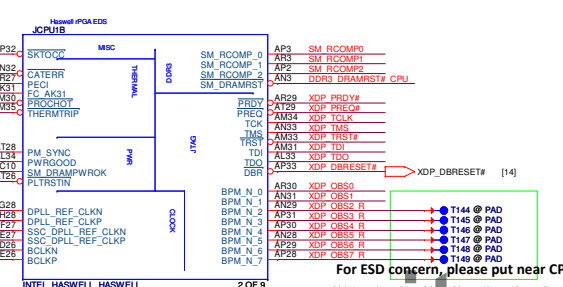 Haswell rPGA EDS
JCPU1B
MISC
THERMAL
DDR3
JTAG
PWR
CLOCK
P32 SKTOCC
N32 CATERR
R27 PECI
K31 FC_AK31
M30 PROCHOT
M35 THERMTRIP
T28 PM_SYNC
L34 PWRGOOD
C10 SM_DRAMPWROK
T26 PLTRSTIN
G28 DPLL_REF_CLKN
H28 DPLL_REF_CLKP
F27 SSC_DPLL_REF_CLKN
E27 SSC_DPLL_REF_CLKP
D26 BCLKN
E26 BCLKP
SM_RCOMP_0 AP3 SM_RCOMP0
SM_RCOMP_1 AR3 SM_RCOMP1
SM_RCOMP_2 AP2 SM_RCOMP2
SM_DRAMRST AN3 DDR3_DRAMRST#_CPU
PRDY AR29 XDP_PRDY#
PREQ AT29 XDP_PREQ#
TCK AM34 XDP_TCLK
TMS AN33 XDP_TMS
TRST AM33 XDP_TRST#
TDI AM31 XDP_TDI
TDO AL33 XDP_TDO
DBR AP33 XDP_DBRESET# XDP_DBRESET# [14]
BPM_N_0 AR30 XDP_OBS0
BPM_N_1 AN31 XDP_OBS1
BPM_N_2 AN29 XDP_OBS2_R T144 @ PAD
BPM_N_3 AP31 XDP_OBS3_R T145 @ PAD
BPM_N_4 AP30 XDP_OBS4_R T146 @ PAD
BPM_N_5 AN28 XDP_OBS5_R T147 @ PAD
BPM_N_6 AP29 XDP_OBS6_R T148 @ PAD
BPM_N_7 AP28 XDP_OBS7_R T149 @ PAD
For ESD concern, please put near CP
INTEL_HASWELL_HASWELL 2 OF 9